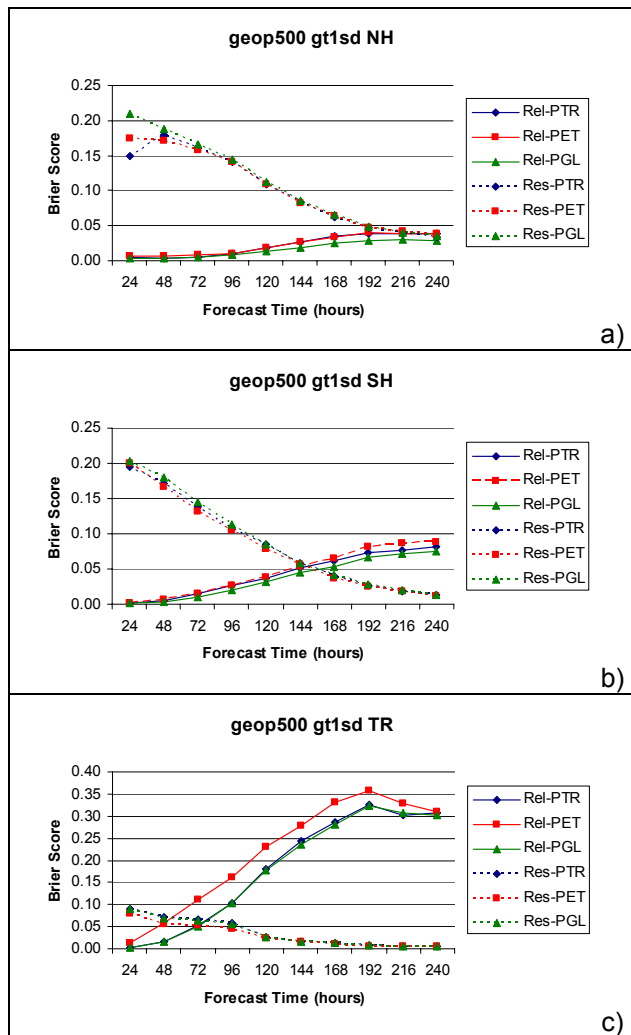 geop500 gt1sd NH
Brier Score
0.25
0.20
0.15
0.10
0.05
0.00
24 48 72 96 120 144 168 192 216 240
Forecast Time (hours)
Rel-PTR
Rel-PET
Rel-PGL
Res-PTR
Res-PET
Res-PGL
a)
geop500 gt1sd SH
Brier Score
0.25
0.20
0.15
0.10
0.05
0.00
24 48 72 96 120 144 168 192 216 240
Forecast Time (hours)
Rel-PTR
Rel-PET
Rel-PGL
Res-PTR
Res-PET
Res-PGL
b)
geop500 gt1sd TR
Brier Score
0.40
0.35
0.30
0.25
0.20
0.15
0.10
0.05
0.00
24 48 72 96 120 144 168 192 216 240
Forecast Time (hours)
Rel-PTR
Rel-PET
Rel-PGL
Res-PTR
Res-PET
Res-PGL
c)